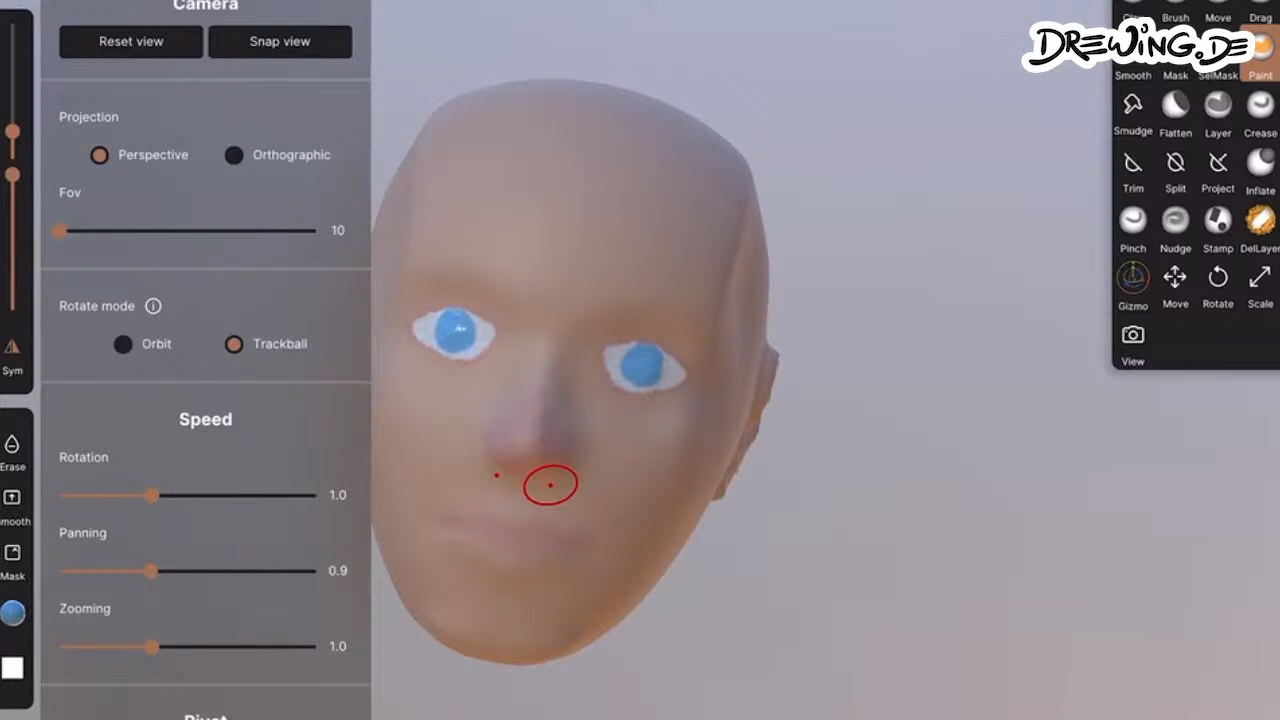 Camera
Reset view
Snap view
Projection
Perspective
Orthographic
Fov
10
Rotate mode
Orbit
Trackball
Speed
Rotation
1.0
Panning
0.9
Zooming
1.0
Sym
Erase
mooth
Mask
DREWING.DE
Brush
Move
Drag
Smooth
Mask
SelMask
Paint
Smudge
Flatten
Layer
Crease
Trim
Split
Project
Inflate
Pinch
Nudge
Stamp
DelLayer
Gizmo
Move
Rotate
Scale
View